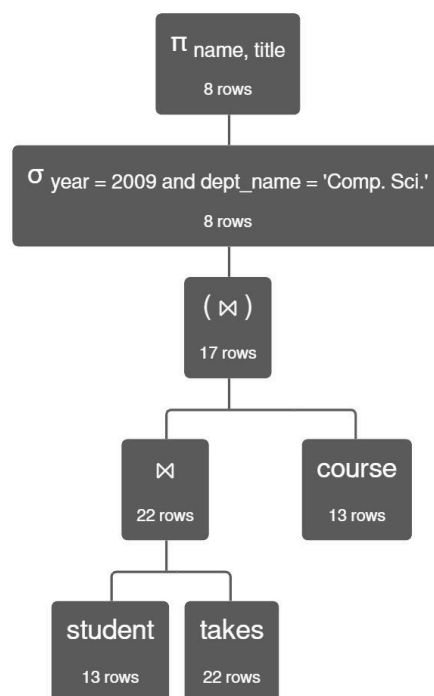 π name, title
8 rows
σ year = 2009 and dept_name = 'Comp. Sci.'
8 rows
( ⋈ )
17 rows
⋈
22 rows
course
13 rows
student
13 rows
takes
22 rows